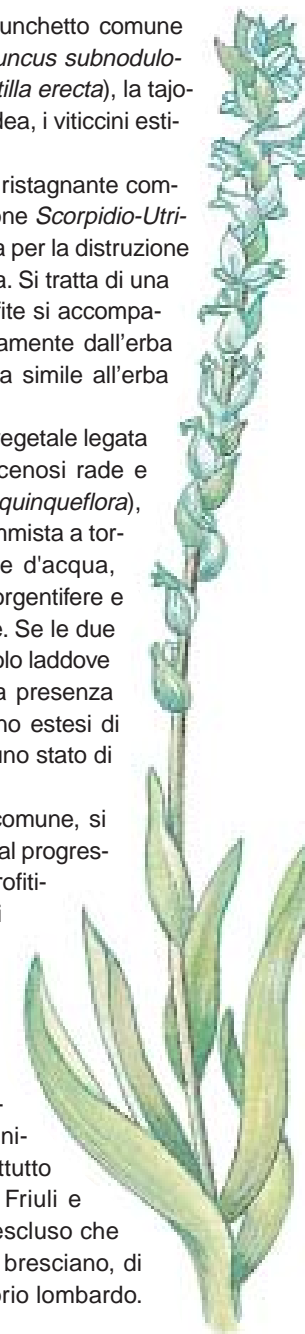 unchetto comune
uncus subnodulo-
tilla erecta), la tajo-
dea, i viticcini esti-
ristagnante com-
one Scorpidio-Utri-
a per la distruzione
a. Si tratta di una
fite si accompa-
amente dall'erba
a simile all'erba
egetale legata
cenosi rade e
quinqueflora),
mmista a tor-
e d'acqua,
orgentifere e
e. Se le due
olo laddove
a presenza
no estesi di
uno stato di
comune, si
al progres-
rofiti-
i
-
ni-
ttutto
Friuli e
escluso che
bresciano, di
orio lombardo.